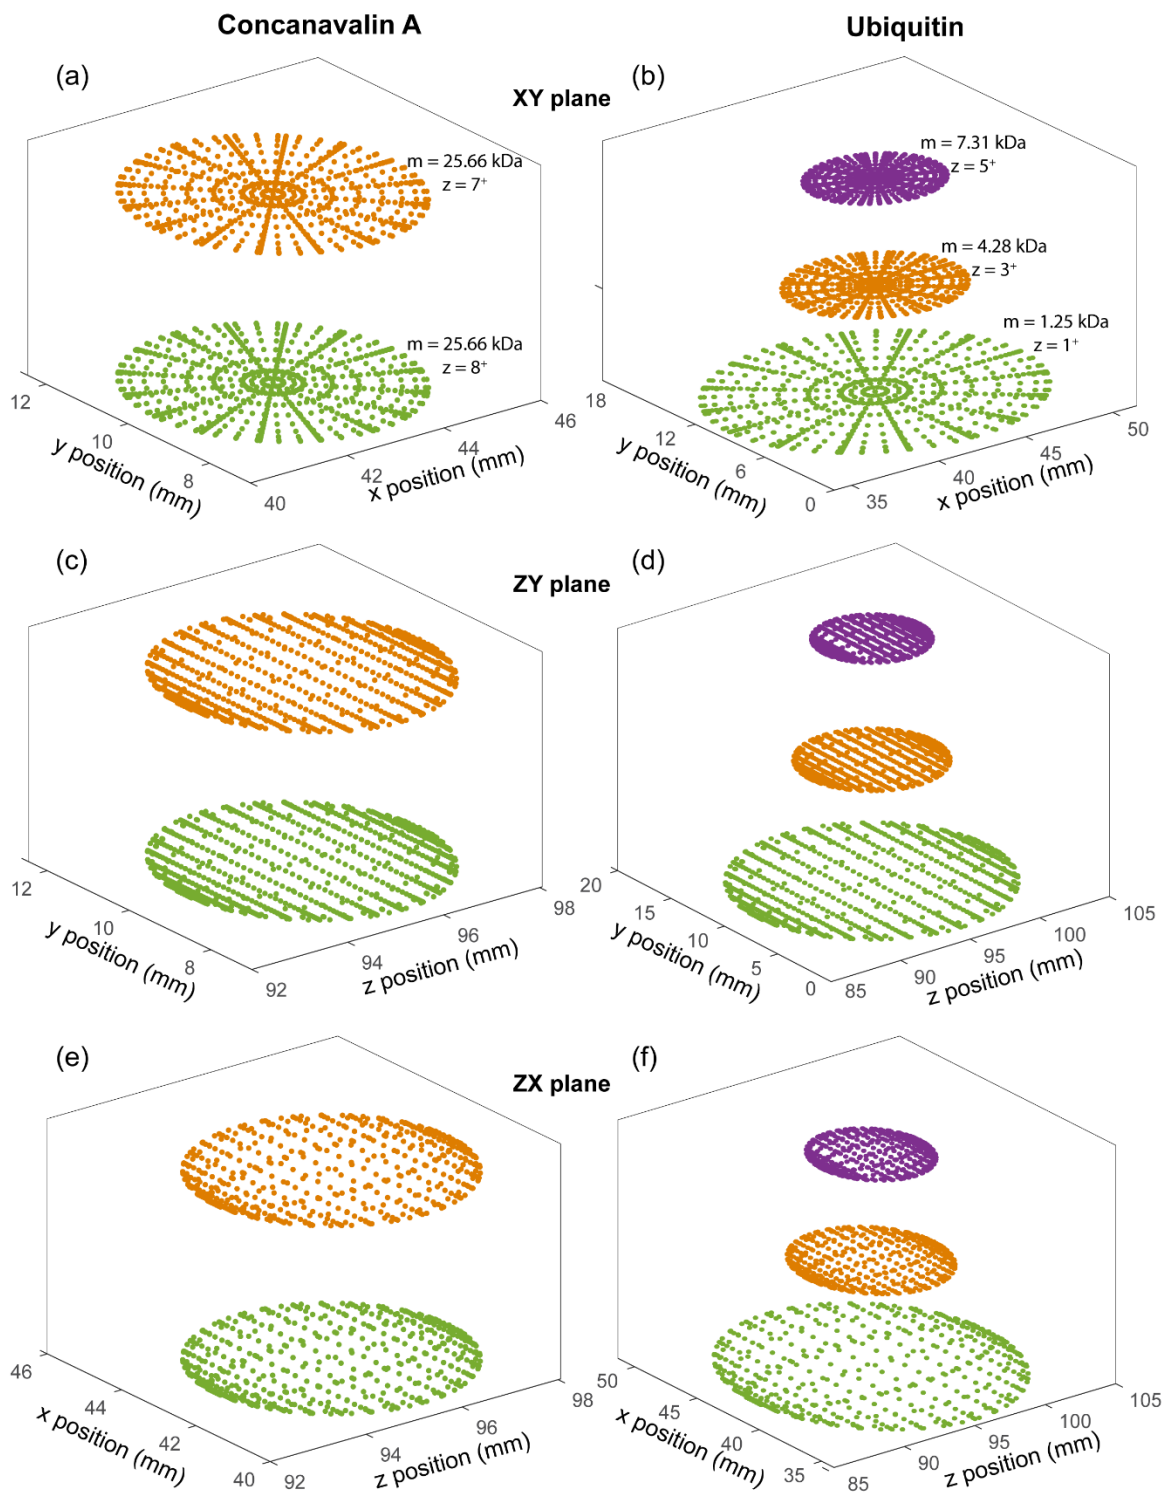 Concanavalin A
Ubiquitin
(a)
XY plane
(b)
m = 25.66 kDa
z = 7⁺
m = 25.66 kDa
z = 8⁺
12
10
8
y position (mm)
40
42
44
46
x position (mm)
m = 7.31 kDa
z = 5⁺
m = 4.28 kDa
z = 3⁺
m = 1.25 kDa
z = 1⁺
18
12
6
0
y position (mm)
35
40
45
50
x position (mm)
(c)
ZY plane
(d)
12
10
8
y position (mm)
92
94
96
98
z position (mm)
20
15
10
5
0
y position (mm)
85
90
95
100
105
z position (mm)
(e)
ZX plane
(f)
46
44
42
40
x position (mm)
92
94
96
98
z position (mm)
50
45
40
35
x position (mm)
85
90
95
100
105
z position (mm)